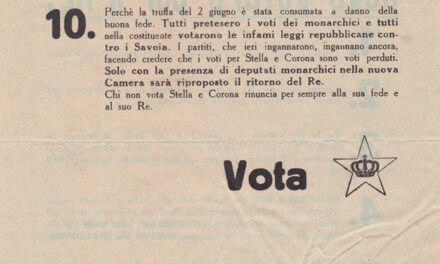 10. Perchè la truffa del 2 giugno è stata consumata a danno della
buona fede. Tutti pretesero i voti dei monarchici e tutti
nella costituente votarono le infami leggi repubblicane con-
tro i Savoia. I partiti, che ieri ingannarono, ingannano ancora,
facendo credere che i voti per Stella e Corona sono voti perduti.
Solo con la presenza di deputati monarchici nella nuova
Camera sarà riproposto il ritorno del Re.
Chi non vota Stella e Corona rinuncia per sempre alla sua fede e
al suo Re.
Vota